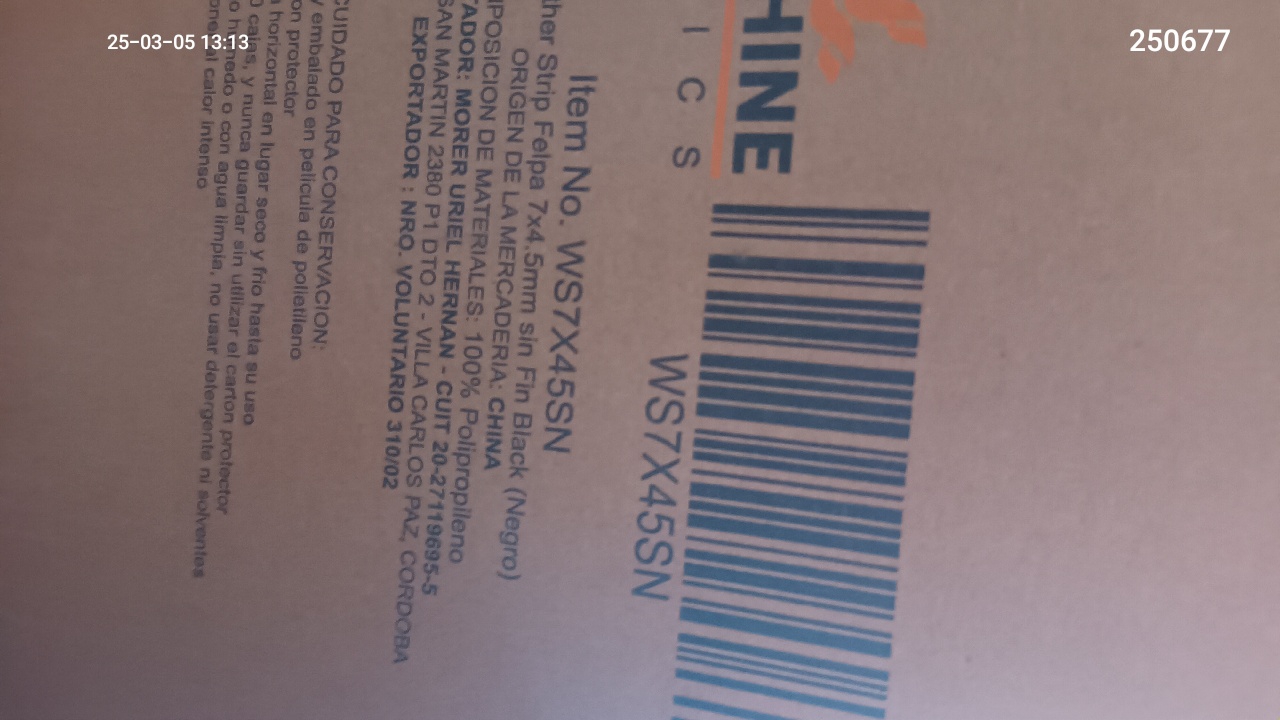 25-03-05 13:13
250677
HINE
I C S
WS7X45SN
Item No. WS7X45SN
ther Strip Felpa 7x4.5mm sin Fin Black (Negro)
ORIGEN DE LA MERCADERIA: CHINA
POSICION DE MATERIALES: 100% Polipropileno
TADOR: MORER URIEL HERNAN - CUIT 20-27119695-5
SAN MARTIN 2380 P1 DTO 2 - VILLA CARLOS PAZ, CORDOBA
EXPORTADOR : NRO. VOLUNTARIO 310/02
CUIDADO PARA CONSERVACION:
y embalado en pelicula de polietileno
on protector
horizontal en lugar seco y frio hasta su uso
cajas, y nunca guardar sin utilizar el carton protector
o humedo o con agua limpia, no usar detergente ni solventes
al calor intenso